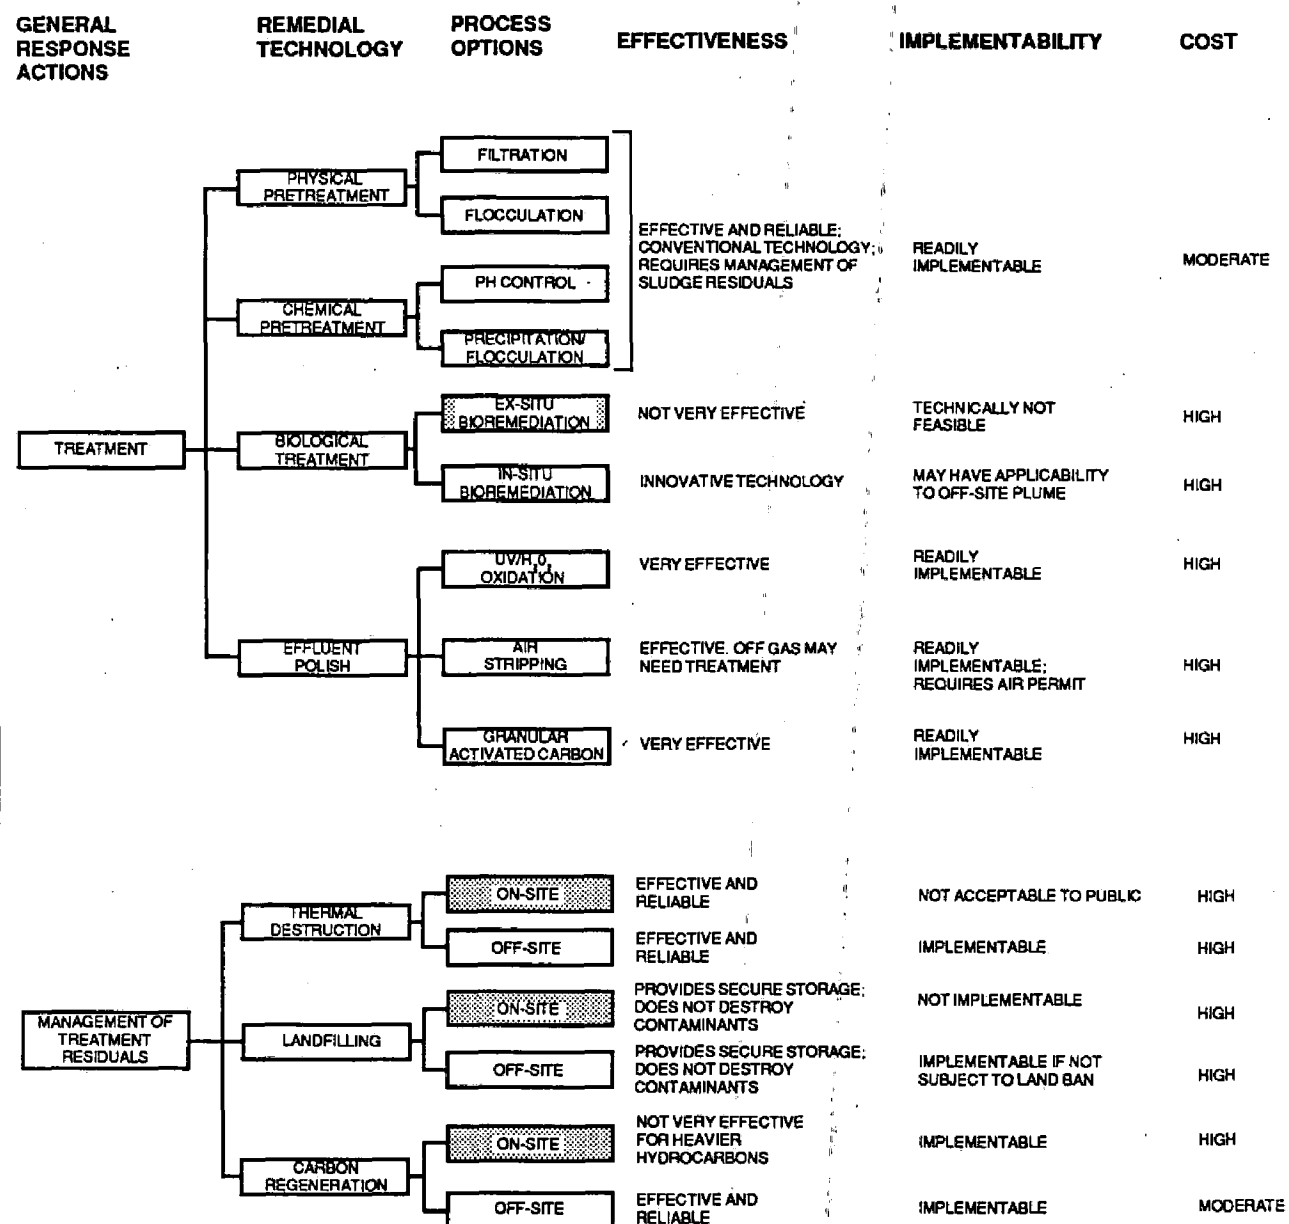 GENERAL
RESPONSE
ACTIONS
REMEDIAL
TECHNOLOGY
PROCESS
OPTIONS
EFFECTIVENESS
IMPLEMENTABILITY
COST
TREATMENT
PHYSICAL
PRETREATMENT
FILTRATION
FLOCCULATION
CHEMICAL
PRETREATMENT
PH CONTROL
PRECIPITATION/
FLOCCULATION
EFFECTIVE AND RELIABLE;
CONVENTIONAL TECHNOLOGY;
REQUIRES MANAGEMENT OF
SLUDGE RESIDUALS
READILY
IMPLEMENTABLE
MODERATE
BIOLOGICAL
TREATMENT
EX-SITU
BIOREMEDIATION
NOT VERY EFFECTIVE
TECHNICALLY NOT
FEASIBLE
HIGH
IN-SITU
BIOREMEDIATION
INNOVATIVE TECHNOLOGY
MAY HAVE APPLICABILITY
TO OFF-SITE PLUME
HIGH
EFFLUENT
POLISH
UV/H₂O₂
OXIDATION
VERY EFFECTIVE
READILY
IMPLEMENTABLE
HIGH
AIR
STRIPPING
EFFECTIVE. OFF GAS MAY
NEED TREATMENT
READILY
IMPLEMENTABLE;
REQUIRES AIR PERMIT
HIGH
GRANULAR
ACTIVATED CARBON
VERY EFFECTIVE
READILY
IMPLEMENTABLE
HIGH
MANAGEMENT OF
TREATMENT
RESIDUALS
THERMAL
DESTRUCTION
ON-SITE
EFFECTIVE AND
RELIABLE
NOT ACCEPTABLE TO PUBLIC
HIGH
OFF-SITE
EFFECTIVE AND
RELIABLE
IMPLEMENTABLE
HIGH
LANDFILLING
ON-SITE
PROVIDES SECURE STORAGE;
DOES NOT DESTROY
CONTAMINANTS
NOT IMPLEMENTABLE
HIGH
OFF-SITE
PROVIDES SECURE STORAGE;
DOES NOT DESTROY
CONTAMINANTS
IMPLEMENTABLE IF NOT
SUBJECT TO LAND BAN
HIGH
CARBON
REGENERATION
ON-SITE
NOT VERY EFFECTIVE
FOR HEAVIER
HYDROCARBONS
IMPLEMENTABLE
HIGH
OFF-SITE
EFFECTIVE AND
RELIABLE
IMPLEMENTABLE
MODERATE